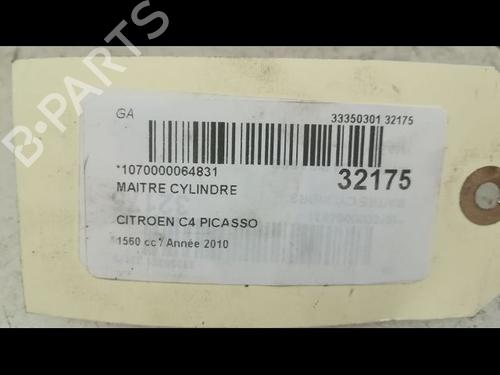 GA
33350301 32175
*1070000064831
32175
MAITRE CYLINDRE
CITROEN C4 PICASSO
1560 cc / Année 2010
B-PARTS